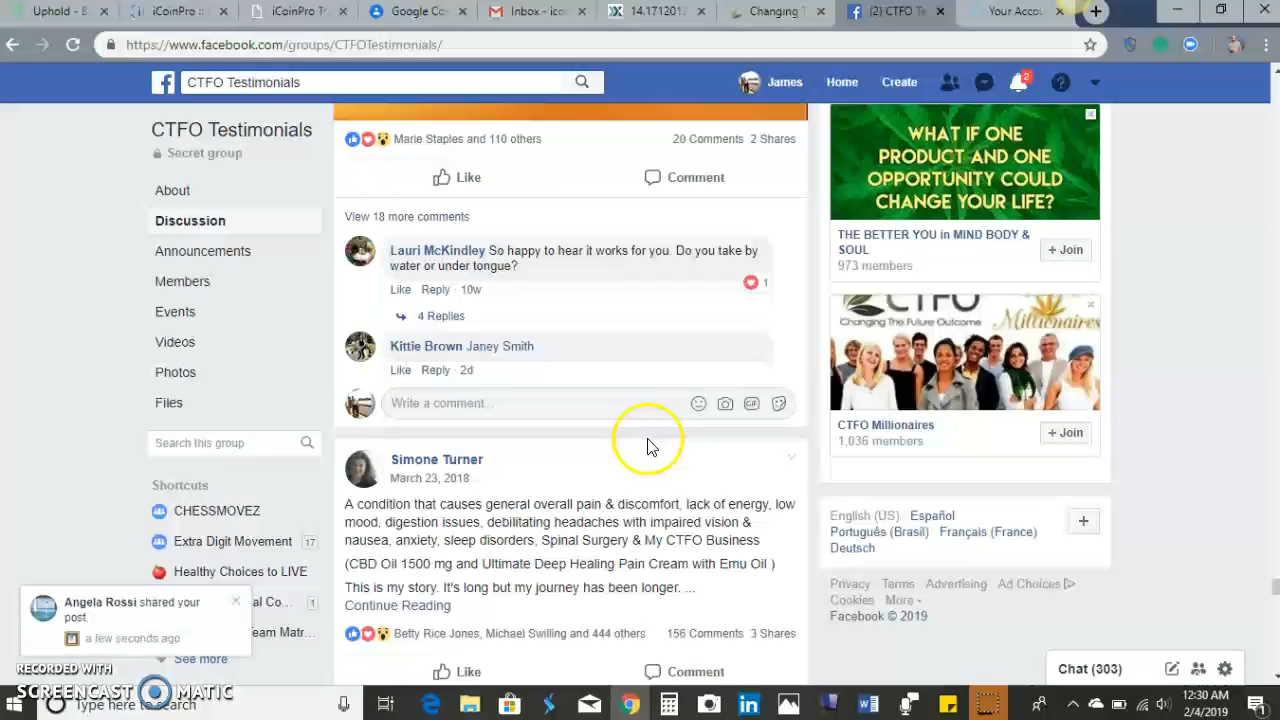 Uphold - B
iCoinPro :
iCoinPro Tr
Google Co
Inbox - ico
14.171201
Changing T
(2) CTFO Te
Your Accou
https://www.facebook.com/groups/CTFOTestimonials/
CTFO Testimonials
James
Home
Create
2
CTFO Testimonials
Secret group
About
Discussion
Announcements
Members
Events
Videos
Photos
Files
Search this group
Shortcuts
CHESSMOVEZ
Extra Digit Movement 17
Healthy Choices to LIVE
al Co... 1
eam Matr...
See more
Angela Rossi shared your
post.
a few seconds ago
RECORDED WITH
SCREENCAST MATIC
Marie Staples and 110 others 20 Comments 2 Shares
Like Comment
View 18 more comments
Lauri McKindley So happy to hear it works for you. Do you take by
water or under tongue?
1
Like Reply · 10w
4 Replies
Kittie Brown Janey Smith
Like Reply · 2d
Write a comment...
GIF
Simone Turner
March 23, 2018
A condition that causes general overall pain & discomfort, lack of energy, low
mood, digestion issues, debilitating headaches with impaired vision &
nausea, anxiety, sleep disorders, Spinal Surgery & My CTFO Business
(CBD Oil 1500 mg and Ultimate Deep Healing Pain Cream with Emu Oil )
This is my story. It's long but my journey has been longer. ...
Continue Reading
Betty Rice Jones, Michael Swilling and 444 others 156 Comments 3 Shares
Like Comment
WHAT IF ONE
PRODUCT AND ONE
OPPORTUNITY COULD
CHANGE YOUR LIFE?
THE BETTER YOU in MIND BODY &
SOUL
973 members
+ Join
CTFO
Changing The Future Outcome
Millionaires
CTFO Millionaires
1,036 members
+ Join
English (US) · Español ·
Português (Brasil) · Français (France) ·
Deutsch
Privacy · Terms · Advertising · Ad Choices ·
Cookies · More
Facebook © 2019
Chat (303)
Type here to search
12:30 AM
2/4/2019
1